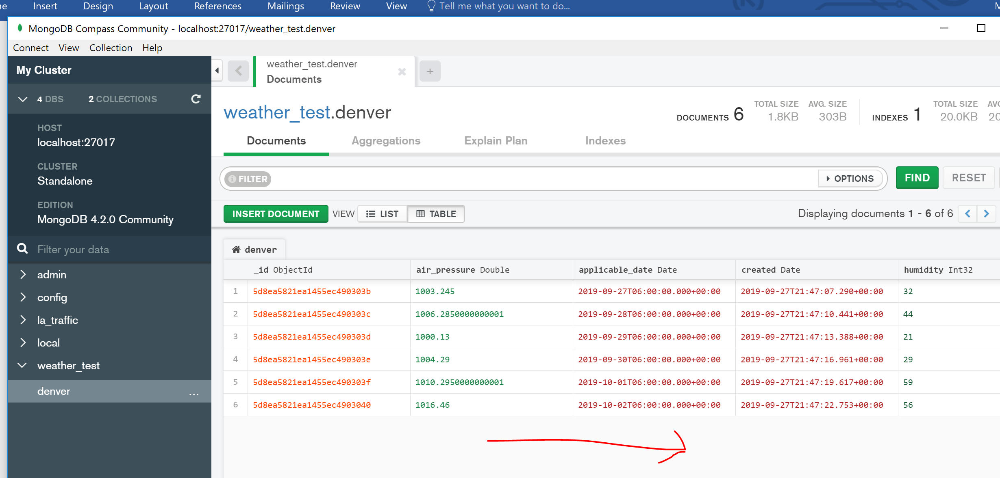 Insert Design Layout References Mailings Review View Tell me what you want to do...
MongoDB Compass Community - localhost:27017/weather_test.denver
Connect View Collection Help
My Cluster
4 DBS 2 COLLECTIONS
HOST
localhost:27017
CLUSTER
Standalone
EDITION
MongoDB 4.2.0 Community
Filter your data
admin
config
la_traffic
local
weather_test
denver ...
weather_test.denver
Documents
+
weather_test.denver
DOCUMENTS 6 TOTAL SIZE 1.8KB AVG. SIZE 303B INDEXES 1 TOTAL SIZE 20.0KB
Documents Aggregations Explain Plan Indexes
FILTER OPTIONS FIND RESET
INSERT DOCUMENT VIEW LIST TABLE Displaying documents 1 - 6 of 6
denver
_id ObjectId air_pressure Double applicable_date Date created Date humidity Int32
1 5d8ea5821ea1455ec490303b 1003.245 2019-09-27T06:00:00.000+00:00 2019-09-27T21:47:07.290+00:00 32
2 5d8ea5821ea1455ec490303c 1006.2850000000001 2019-09-28T06:00:00.000+00:00 2019-09-27T21:47:10.441+00:00 44
3 5d8ea5821ea1455ec490303d 1000.13 2019-09-29T06:00:00.000+00:00 2019-09-27T21:47:13.388+00:00 21
4 5d8ea5821ea1455ec490303e 1004.29 2019-09-30T06:00:00.000+00:00 2019-09-27T21:47:16.961+00:00 29
5 5d8ea5821ea1455ec490303f 1010.2950000000001 2019-10-01T06:00:00.000+00:00 2019-09-27T21:47:19.617+00:00 59
6 5d8ea5821ea1455ec4903040 1016.46 2019-10-02T06:00:00.000+00:00 2019-09-27T21:47:22.753+00:00 56